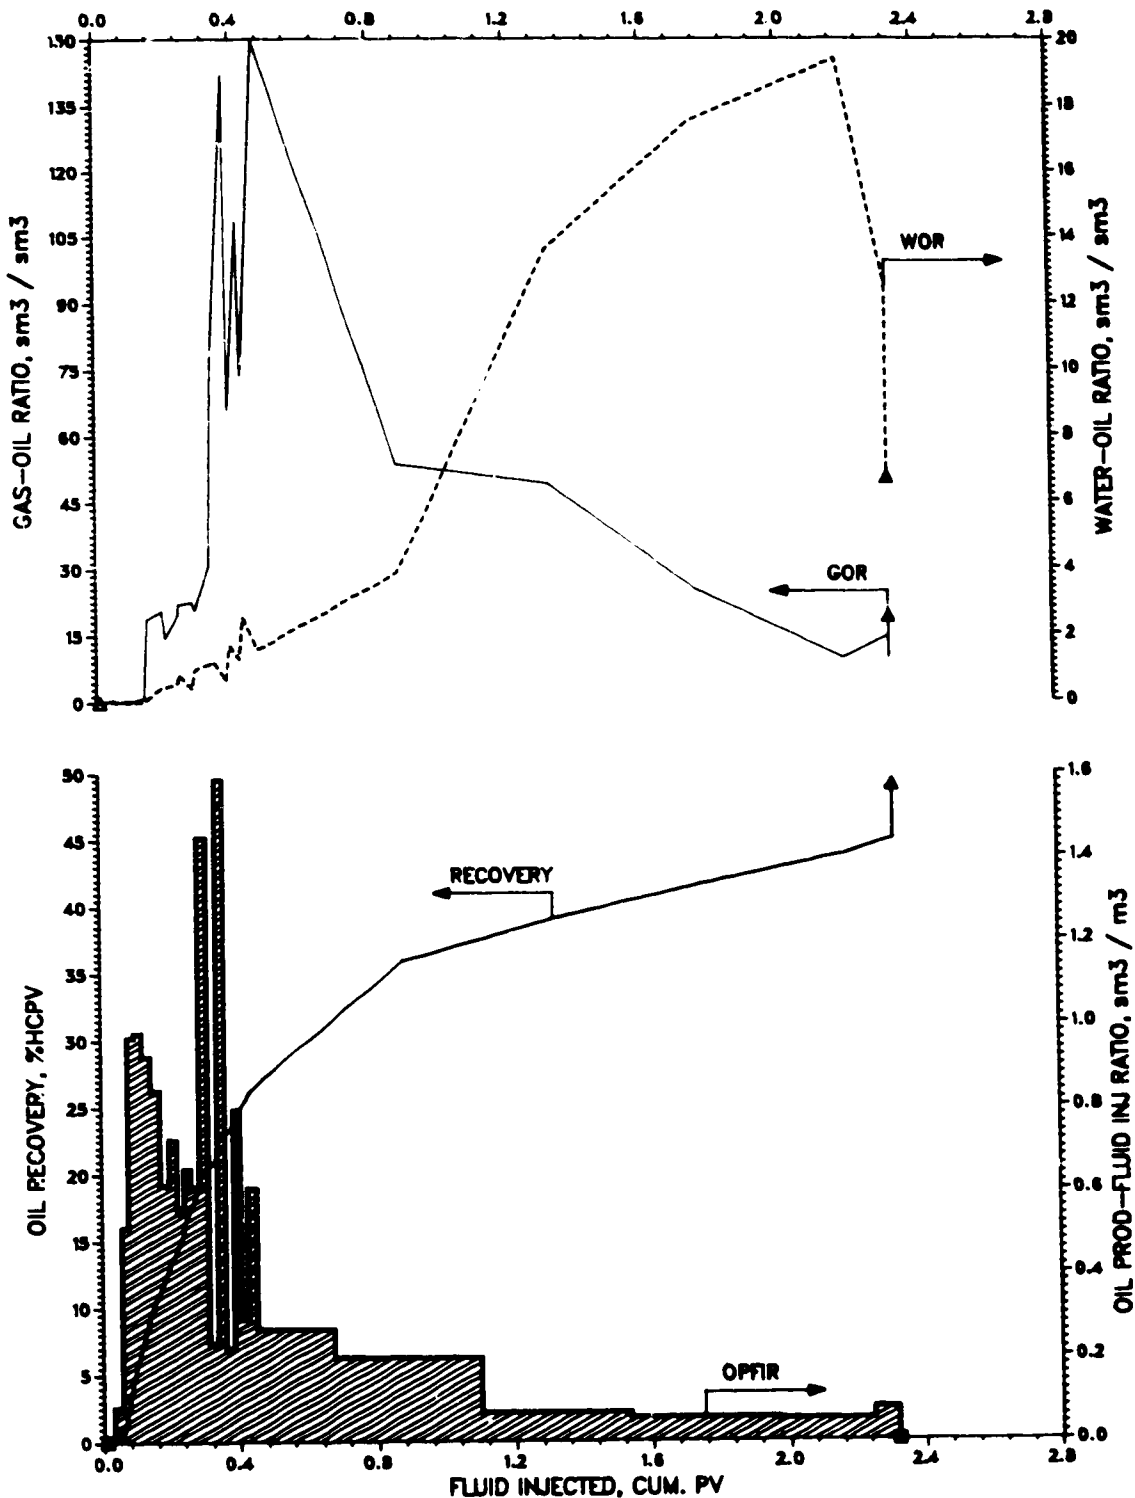 0.0 0.4 0.8 1.2 1.6 2.0 2.4 2.8
150 20
135 18
120 16
105 14
WOR
90 12
75 10
60 8
45 6
30 4
GOR
15 2
0 0
GAS-OIL RATIO, sm3 / sm3
WATER-OIL RATIO, sm3 / sm3
50 1.6
45 1.4
RECOVERY
40 1.2
35
30 1.0
25 0.8
20 0.6
15
10 0.4
5 0.2
OPFIR
0 0.0
OIL RECOVERY, %HCPV
OIL PROD-FLUID INJ RATIO, sm3 / m3
0.0 0.4 0.8 1.2 1.6 2.0 2.4 2.8
FLUID INJECTED, CUM. PV